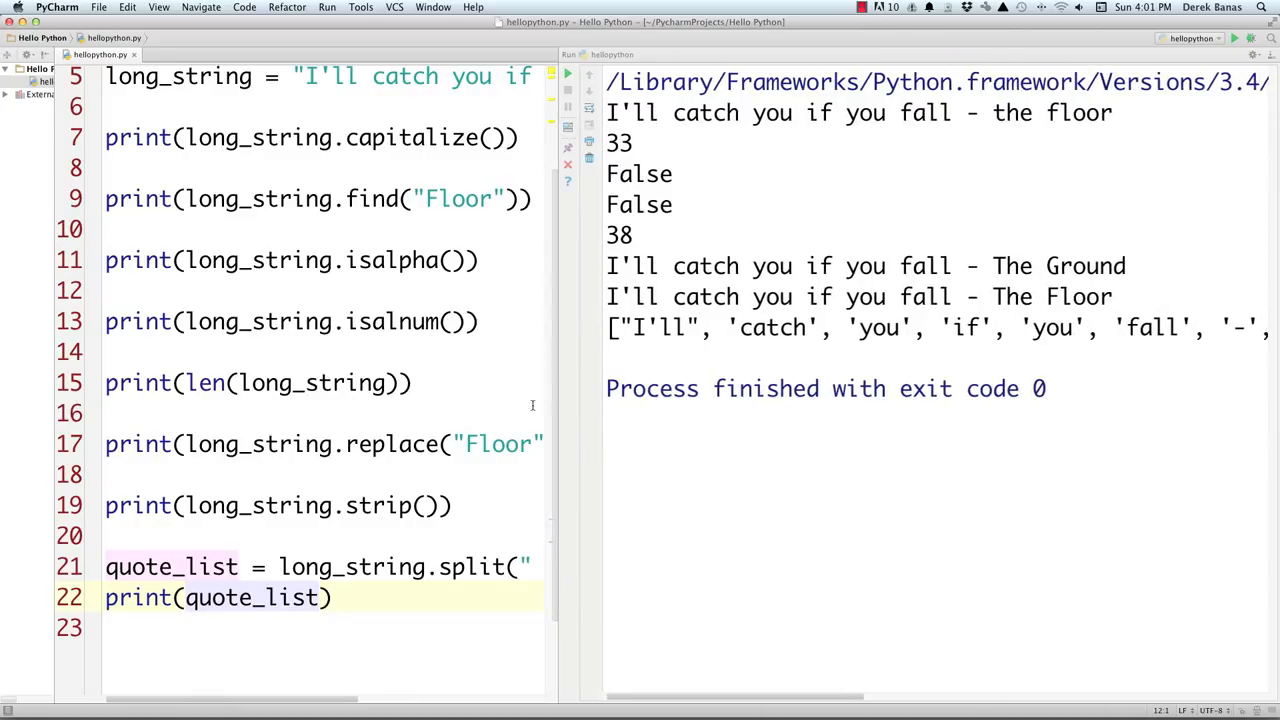 PyCharm File Edit View Navigate Code Refactor Run Tools VCS Window Help
10
Sun 4:01 PM Derek Banas
hellopython.py – Hello Python – [~/PycharmProjects/Hello Python]
Hello Python hellopython.py
hellopython
hellopython.py
Run hellopython
hell
Extern
5 long_string = "I'll catch you if
6
7 print(long_string.capitalize())
8
9 print(long_string.find("Floor"))
10
11 print(long_string.isalpha())
12
13 print(long_string.isalnum())
14
15 print(len(long_string))
16
17 print(long_string.replace("Floor"
18
19 print(long_string.strip())
20
21 quote_list = long_string.split("
22 print(quote_list)
23
/Library/Frameworks/Python.framework/Versions/3.4/
I'll catch you if you fall - the floor
33
False
False
38
I'll catch you if you fall - The Ground
I'll catch you if you fall - The Floor
["I'll", 'catch', 'you', 'if', 'you', 'fall', '-',
Process finished with exit code 0
12:1 LF UTF-8